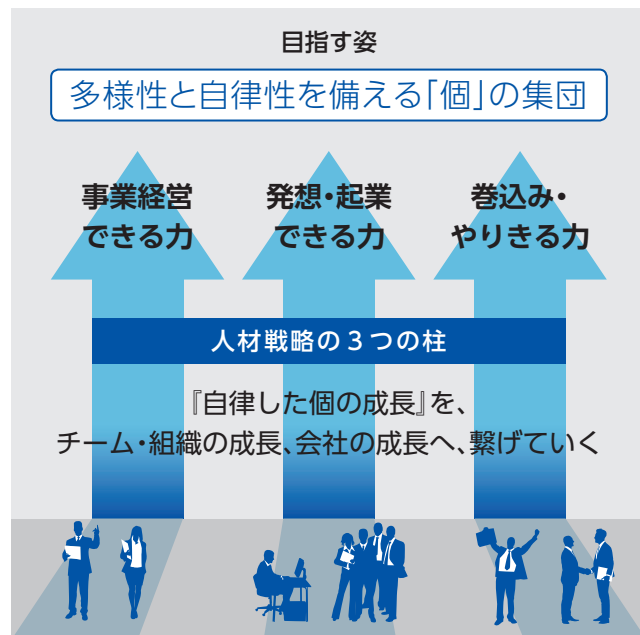 目指す姿
多様性と自律性を備える「個」の集団
事業経営
できる力
発想・起業
できる力
巻込み・
やりきる力
人材戦略の3つの柱
『自律した個の成長』を、
チーム・組織の成長、会社の成長へ、繋げていく